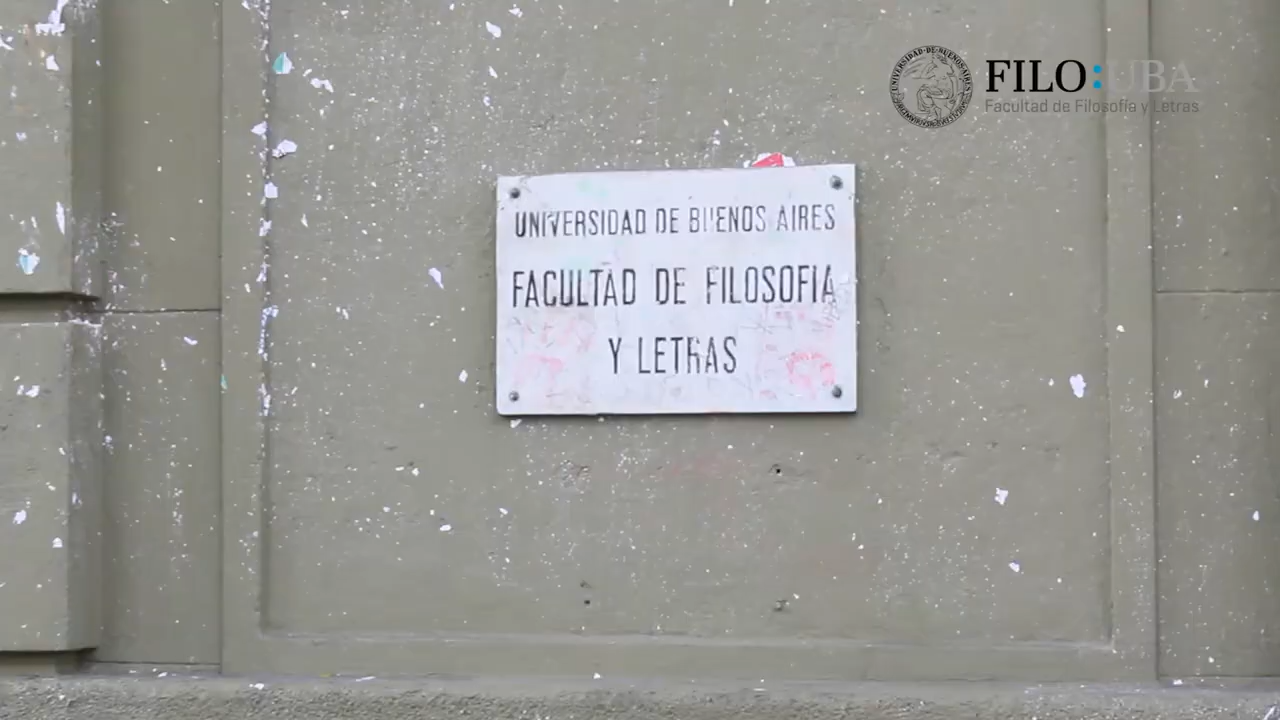 FILO:UBA
Facultad de Filosofía y Letras
UNIVERSIDAD DE BUENOS AIRES
FACULTAD DE FILOSOFIA
Y LETRAS